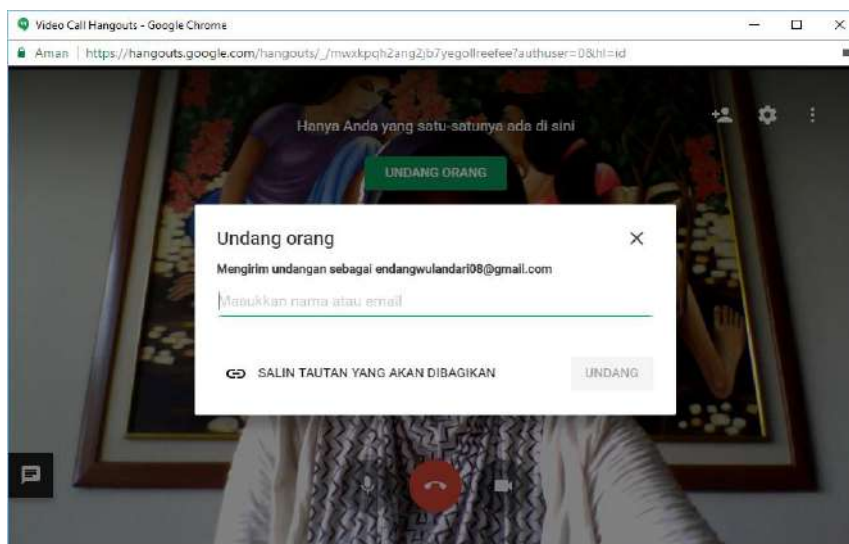 Video Call Hangouts - Google Chrome
Aman | https://hangouts.google.com/hangouts/_/mwxkpqh2ang2jb7yegollreefee?authuser=0&hl=id
Hanya Anda yang satu-satunya ada di sini
UNDANG ORANG
Undang orang
Mengirim undangan sebagai endangwulandari08@gmail.com
Masukkan nama atau email
SALIN TAUTAN YANG AKAN DIBAGIKAN
UNDANG